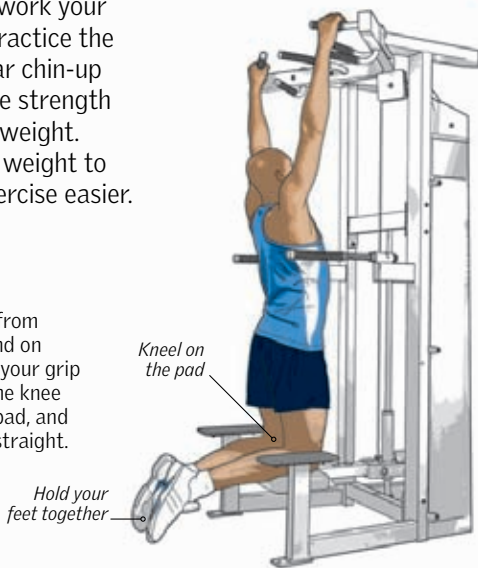 work your
ractice the
ar chin-up
e strength
weight.
weight to
ercise easier.
from
nd on
your grip
ne knee
pad, and
straight.
Kneel on
the pad
Hold your
feet together